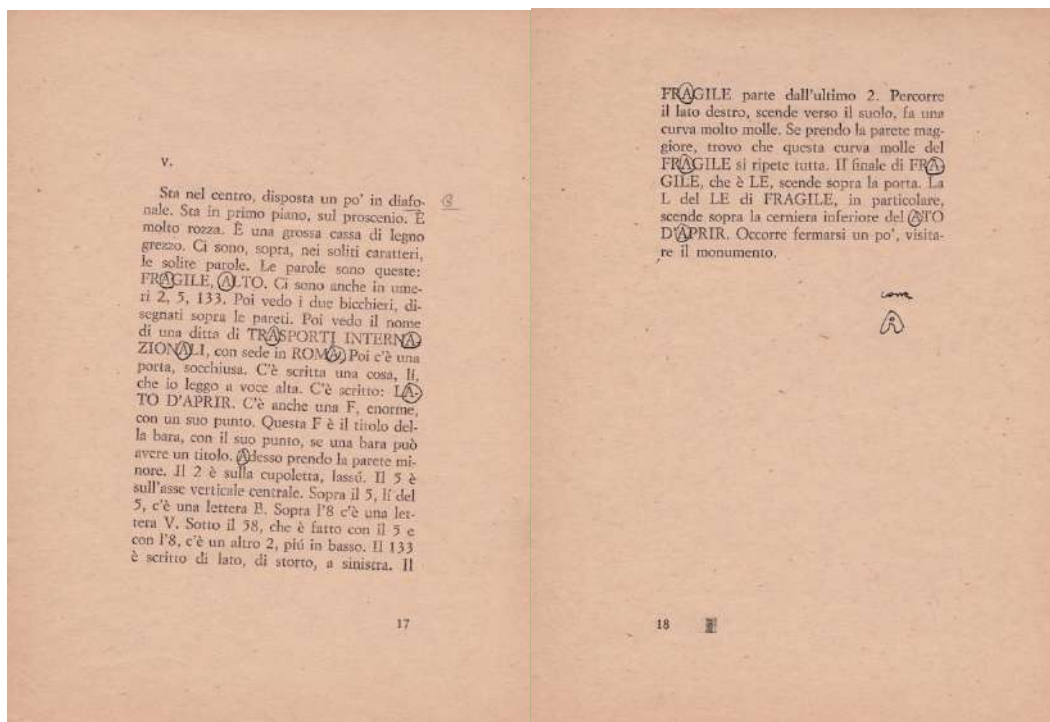 V.
Sta nel centro, disposta un po' in diafo-
nale. Sta in primo piano, sul proscenio. È
molto rozza. È una grossa cassa di legno
grezzo. Ci sono, sopra, nei soliti caratteri,
le solite parole. Le parole sono queste:
FRAGILE, ALTO. Ci sono anche in ume-
ri 2, 5, 133. Poi vedo i due bicchieri, di-
segnati sopra le pareti. Poi vedo il nome
di una ditta di TRASPORTI INTERNA-
ZIONALI, con sede in ROMA. Poi c'è una
porta, socchiusa. C'è scritta una cosa, lí,
che io leggo a voce alta. C'è scritto: LA-
TO D'APRIR. C'è anche una F, enorme,
con un suo punto. Questa F è il titolo del-
la bara, con il suo punto, se una bara può
avere un titolo. Adesso prendo la parete mi-
nore. Il 2 è sulla cupoletta, lassú. Il 5 è
sull'asse verticale centrale. Sopra il 5, lí del
5, c'è una lettera E. Sopra l'8 c'è una let-
tera V. Sotto il 58, che è fatto con il 5 e
con l'8, c'è un altro 2, piú in basso. Il 133
è scritto di lato, di storto, a sinistra. Il
17
FRAGILE parte dall'ultimo 2. Percorre
il lato destro, scende verso il suolo, fa una
curva molto molle. Se prendo la parete mag-
giore, trovo che questa curva molle del
FRAGILE si ripete tutta. Il finale di FRA-
GILE, che è LE, scende sopra la porta. La
L del LE di FRAGILE, in particolare,
scende sopra la cerniera inferiore del ATO
D'APRIR. Occorre fermarsi un po', visita-
re il monumento.
A
18